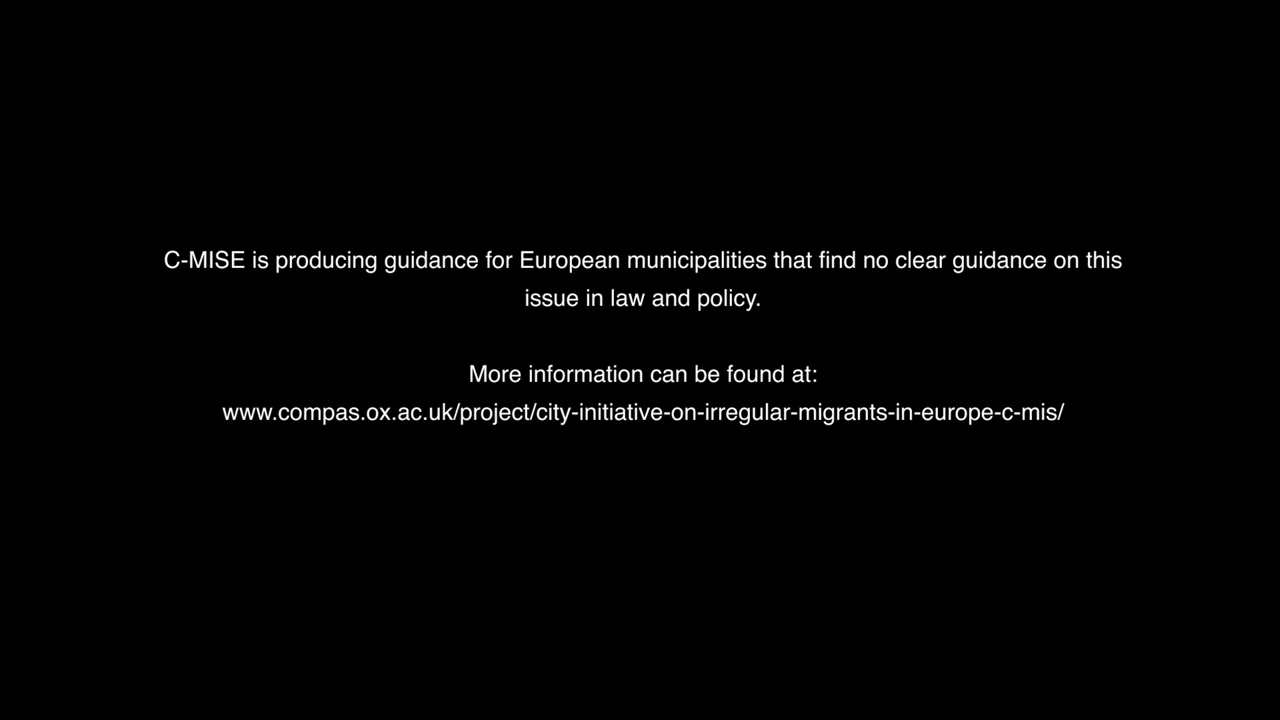 C-MISE is producing guidance for European municipalities that find no clear guidance on this
issue in law and policy.
More information can be found at:
www.compas.ox.ac.uk/project/city-initiative-on-irregular-migrants-in-europe-c-mis/